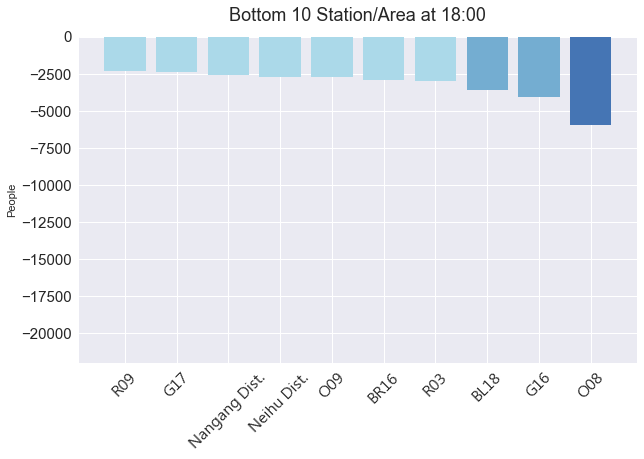 Bottom 10 Station/Area at 18:00
People
0
−2500
−5000
−7500
−10000
−12500
−15000
−17500
−20000
R09
G17
Nangang Dist.
Neihu Dist.
O09
BR16
R03
BL18
G16
O08